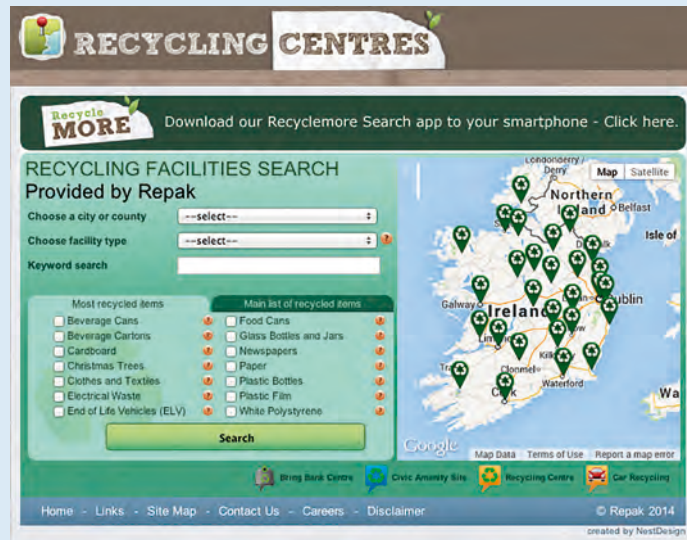 RECYCLING CENTRES
Recycle
MORE
Download our Recyclemore Search app to your smartphone - Click here.
RECYCLING FACILITIES SEARCH
Provided by Repak
Choose a city or county
--select--
Choose facility type
--select--
Keyword search
Most recycled items
Main list of recycled items
Beverage Cans
Food Cans
Beverage Cartons
Glass Bottles and Jars
Cardboard
Newspapers
Christmas Trees
Paper
Clothes and Textiles
Plastic Bottles
Electrical Waste
Plastic Film
End of Life Vehicles (ELV)
White Polystyrene
Search
Londonderry /
Derry
Map
Satellite
Northern
Belfast
Isle of
Galway
Ireland
Clonmel
Waterford
Wa
Google
Map Data
Terms of Use
Report a map error
Bring Bank Centre
Civic Amenity Site
Recycling Centre
Car Recycling
Home - Links - Site Map - Contact Us - Careers - Disclaimer
© Repak 2014
created by NestDesign